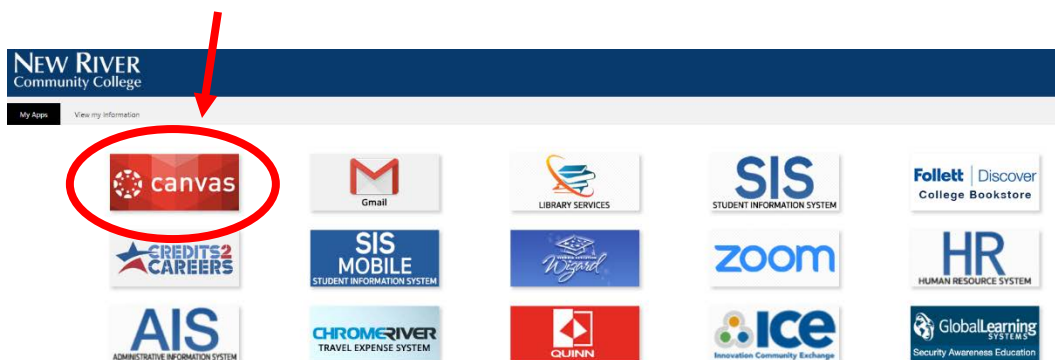 NEW RIVER
Community College
My Apps View my information
canvas
Gmail
LIBRARY SERVICES
SIS
STUDENT INFORMATION SYSTEM
Follett | Discover
College Bookstore
CREDITS2
CAREERS
SIS
MOBILE
STUDENT INFORMATION SYSTEM
Wizard
zoom
HR
HUMAN RESOURCE SYSTEM
AIS
ADMINISTRATIVE INFORMATION SYSTEM
CHROMERIVER
TRAVEL EXPENSE SYSTEM
QUINN
ICE
Innovation Community Exchange
GlobalLearning
SYSTEMS
Security Awareness Education